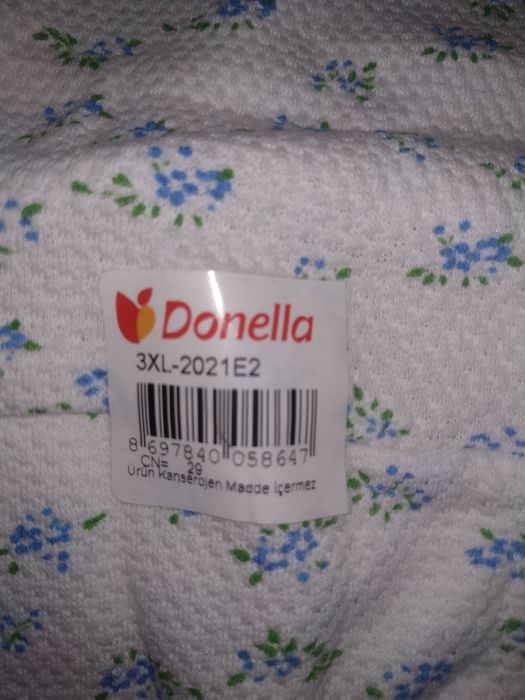 Donella
3XL-2021E2
8 697840 058647
CN= 29
Ürün Kanserojen Madde İçermez